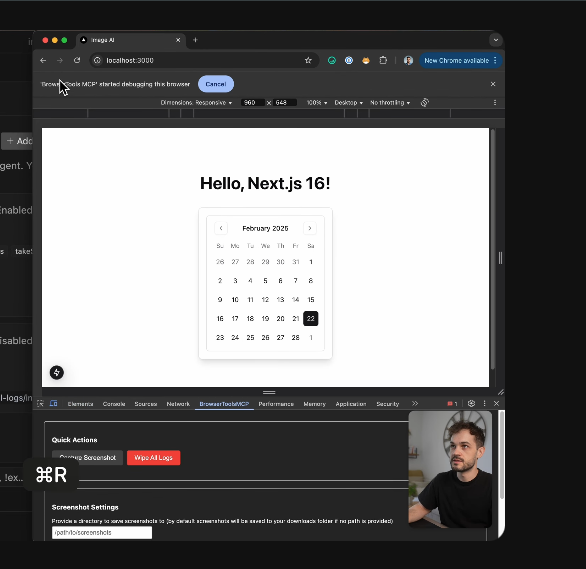 Image AI
localhost:3000
New Chrome available
'BrowserTools MCP' started debugging this browser
Cancel
Dimensions: Responsive
960 × 548
100%
Desktop
No throttling
+ Add
gent. Y
Enabled
s take
isabled
l-logs/in
, !ex...
Hello, Next.js 16!
February 2025
Su Mo Tu We Th Fr Sa
26 27 28 29 30 31 1
2 3 4 5 6 7 8
9 10 11 12 13 14 15
16 17 18 19 20 21 22
23 24 25 26 27 28 1
Elements Console Sources Network BrowserToolsMCP Performance Memory Application Security
1
Quick Actions
Capture Screenshot
Wipe All Logs
⌘R
Screenshot Settings
Provide a directory to save screenshots to (by default screenshots will be saved to your downloads folder if no path is provided)
/path/to/screenshots